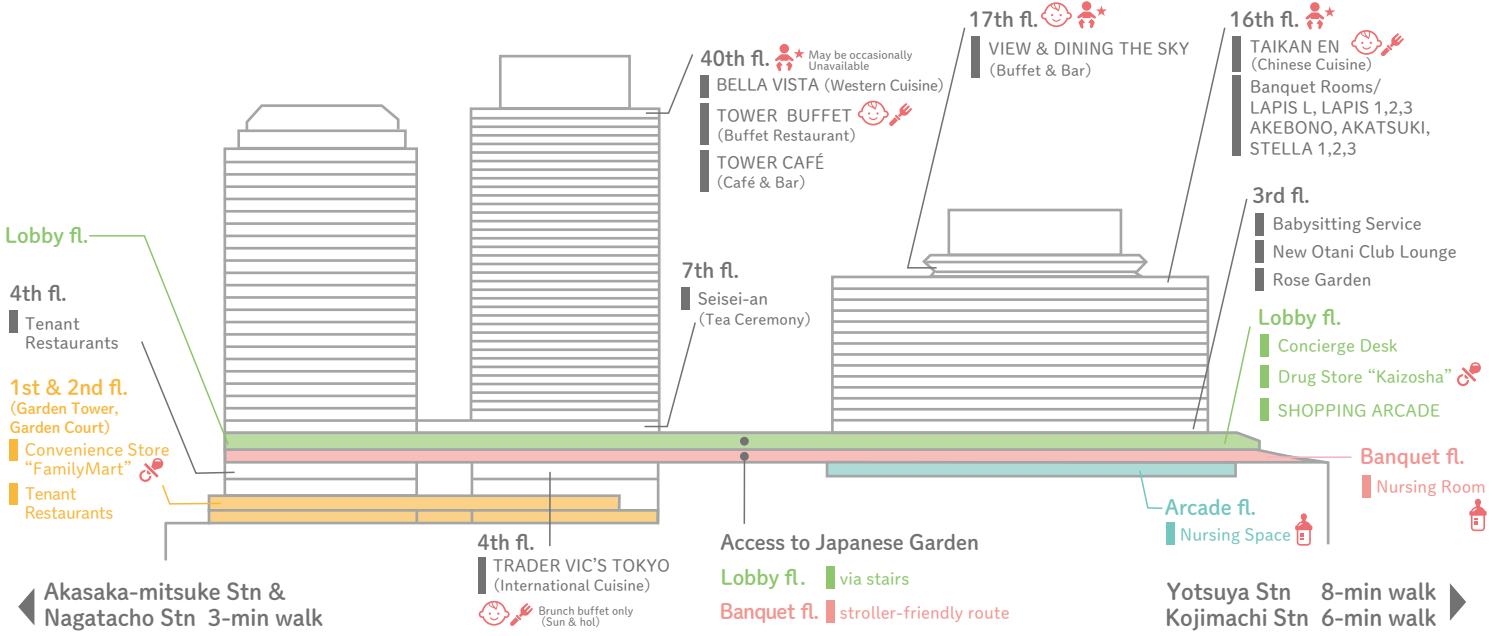 Lobby fl.
4th fl.
Tenant
Restaurants
1st & 2nd fl.
(Garden Tower,
Garden Court)
Convenience Store
“FamilyMart”
Tenant
Restaurants
40th fl.
May be occasionally
Unavailable
BELLA VISTA (Western Cuisine)
TOWER BUFFET
(Buffet Restaurant)
TOWER CAFÉ
(Café & Bar)
7th fl.
Seisei-an
(Tea Ceremony)
17th fl.
VIEW & DINING THE SKY
(Buffet & Bar)
16th fl.
TAIKAN EN
(Chinese Cuisine)
Banquet Rooms/
LAPIS L, LAPIS 1,2,3
AKEBONO, AKATSUKI,
STELLA 1,2,3
3rd fl.
Babysitting Service
New Otani Club Lounge
Rose Garden
Lobby fl.
Concierge Desk
Drug Store “Kaizosha”
SHOPPING ARCADE
Banquet fl.
Nursing Room
Arcade fl.
Nursing Space
4th fl.
TRADER VIC’S TOKYO
(International Cuisine)
Brunch buffet only
(Sun & hol)
Access to Japanese Garden
Lobby fl. via stairs
Banquet fl. stroller-friendly route
Akasaka-mitsuke Stn &
Nagatacho Stn 3-min walk
Yotsuya Stn 8-min walk
Kojimachi Stn 6-min walk